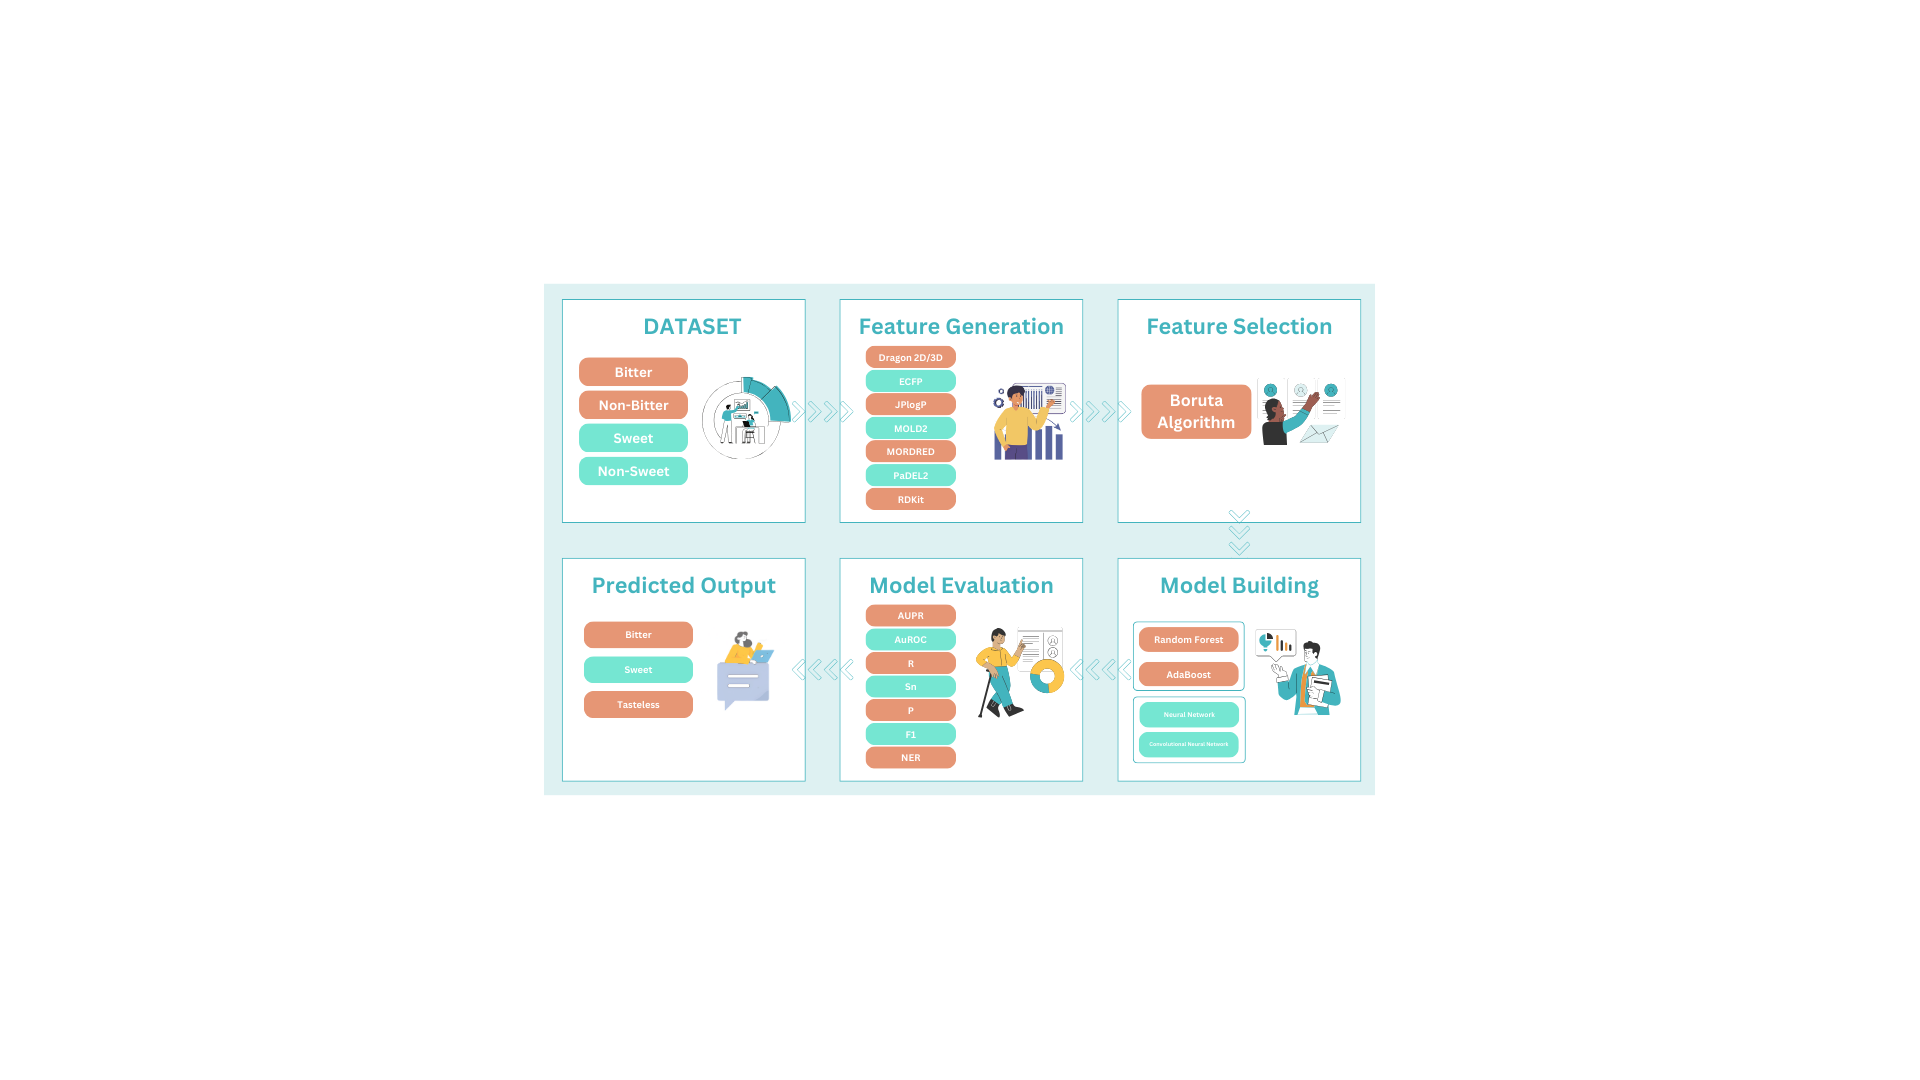 DATASET
Bitter
Non-Bitter
Sweet
Non-Sweet
Feature Generation
Dragon 2D/3D
ECFP
JPlogP
MOLD2
MORDRED
PaDEL2
RDKit
Feature Selection
Boruta
Algorithm
Model Building
Random Forest
AdaBoost
Neural Network
Convolutional Neural Network
Model Evaluation
AUPR
AuROC
R
Sn
P
F1
NER
Predicted Output
Bitter
Sweet
Tasteless